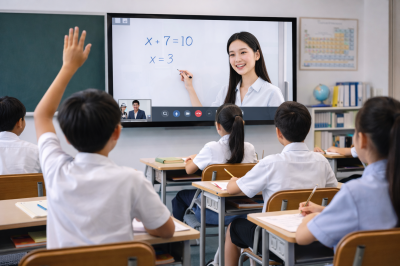 x + 7 = 10
x = 3